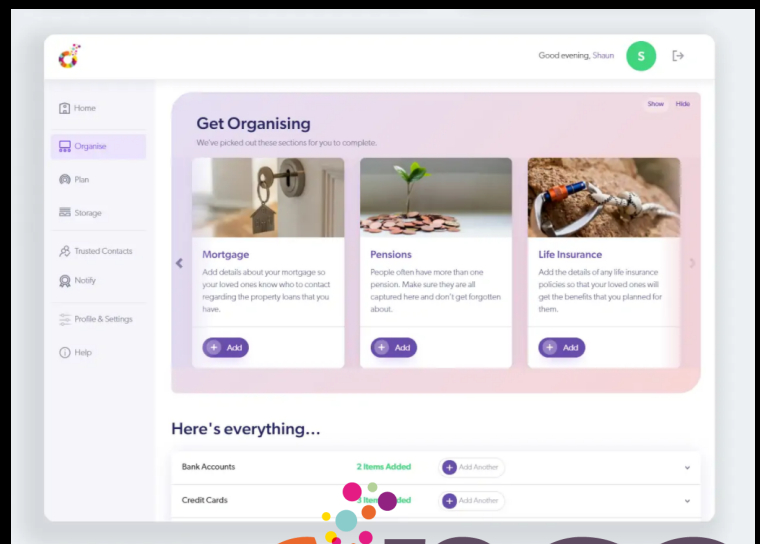 Good evening, Shaun
S
Home
Organise
Plan
Storage
Trusted Contacts
Notify
Profile & Settings
Help
Show Hide
Get Organising
We've picked out these sections for you to complete.
Mortgage
Add details about your mortgage so
your loved ones know who to contact
regarding the property loans that you
have.
Add
Pensions
People often have more than one
pension. Make sure they are all
captured here and don't get forgotten
about.
Add
Life Insurance
Add the details of any life insurance
policies so that your loved ones will
get the benefits that you planned for
them.
Add
Here's everything...
Bank Accounts 2 Items Added Add Another
Credit Cards Add Another